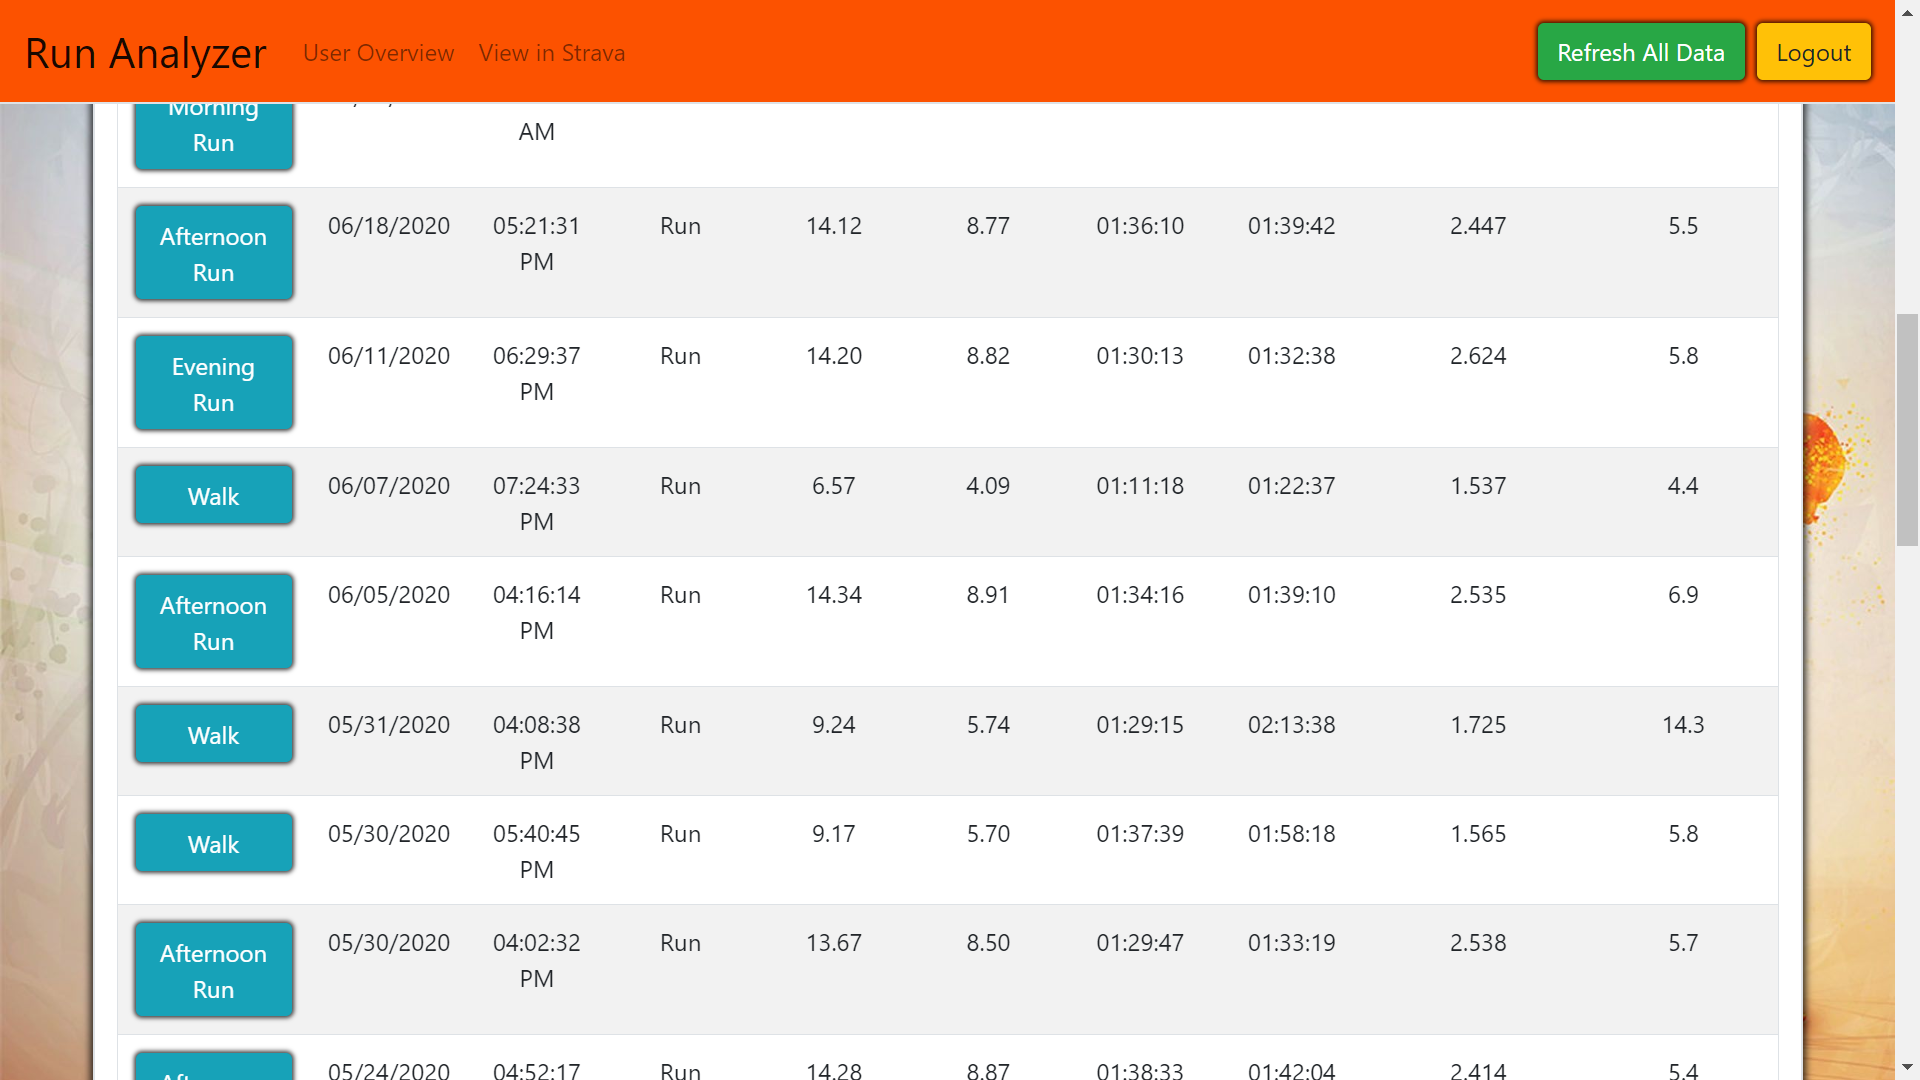 Run Analyzer User Overview View in Strava Refresh All Data Logout
Morning
Run
AM
Afternoon
Run
06/18/2020 05:21:31
PM
Run 14.12 8.77 01:36:10 01:39:42 2.447 5.5
Evening
Run
06/11/2020 06:29:37
PM
Run 14.20 8.82 01:30:13 01:32:38 2.624 5.8
Walk
06/07/2020 07:24:33
PM
Run 6.57 4.09 01:11:18 01:22:37 1.537 4.4
Afternoon
Run
06/05/2020 04:16:14
PM
Run 14.34 8.91 01:34:16 01:39:10 2.535 6.9
Walk
05/31/2020 04:08:38
PM
Run 9.24 5.74 01:29:15 02:13:38 1.725 14.3
Walk
05/30/2020 05:40:45
PM
Run 9.17 5.70 01:37:39 01:58:18 1.565 5.8
Afternoon
Run
05/30/2020 04:02:32
PM
Run 13.67 8.50 01:29:47 01:33:19 2.538 5.7
05/24/2020 04:52:17 Run 14.28 8.87 01:38:33 01:42:04 2.414 5.4